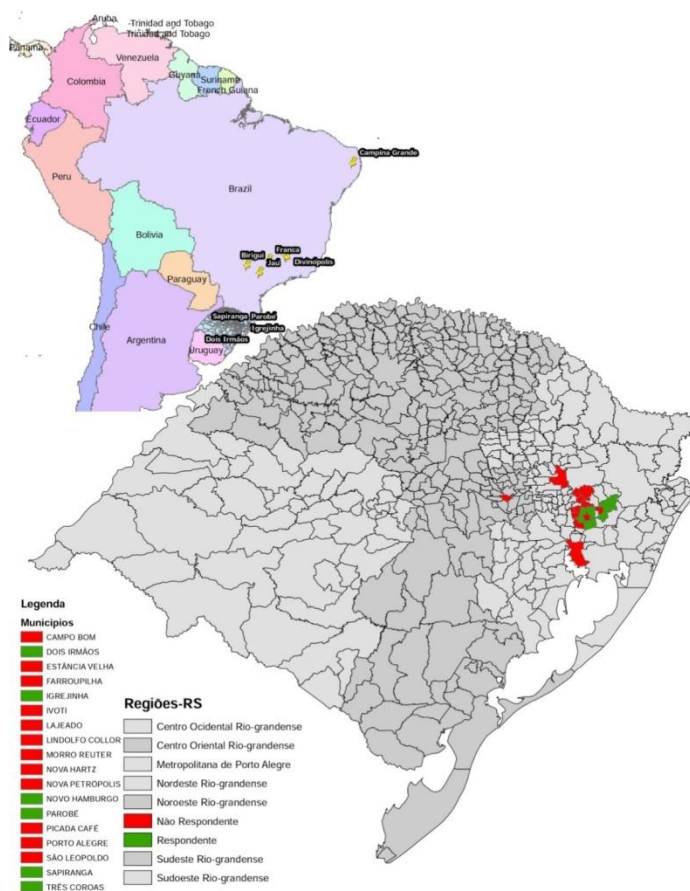 Aruba
Trinidad and Tobago
Trinidad and Tobago
Panama
Venezuela
Guyana
Suriname
French Guiana
Colombia
Ecuador
Peru
Brazil
Campina Grande
Bolivia
Birigui
Franca
Jaú
Divinópolis
Paraguay
Chile
Argentina
Sapiranga
Parobé
Igrejinha
Dois Irmãos
Uruguay
Legenda
Municípios
CAMPO BOM
DOIS IRMÃOS
ESTÂNCIA VELHA
FARROUPILHA
IGREJINHA
IVOTI
LAJEADO
LINDOLFO COLLOR
MORRO REUTER
NOVA HARTZ
NOVA PETRÓPOLIS
NOVO HAMBURGO
PAROBÉ
PICADA CAFÉ
PORTO ALEGRE
SÃO LEOPOLDO
SAPIRANGA
TRÊS COROAS
Regiões-RS
Centro Ocidental Rio-grandense
Centro Oriental Rio-grandense
Metropolitana de Porto Alegre
Nordeste Rio-grandense
Noroeste Rio-grandense
Não Respondente
Respondente
Sudeste Rio-grandense
Sudoeste Rio-grandense